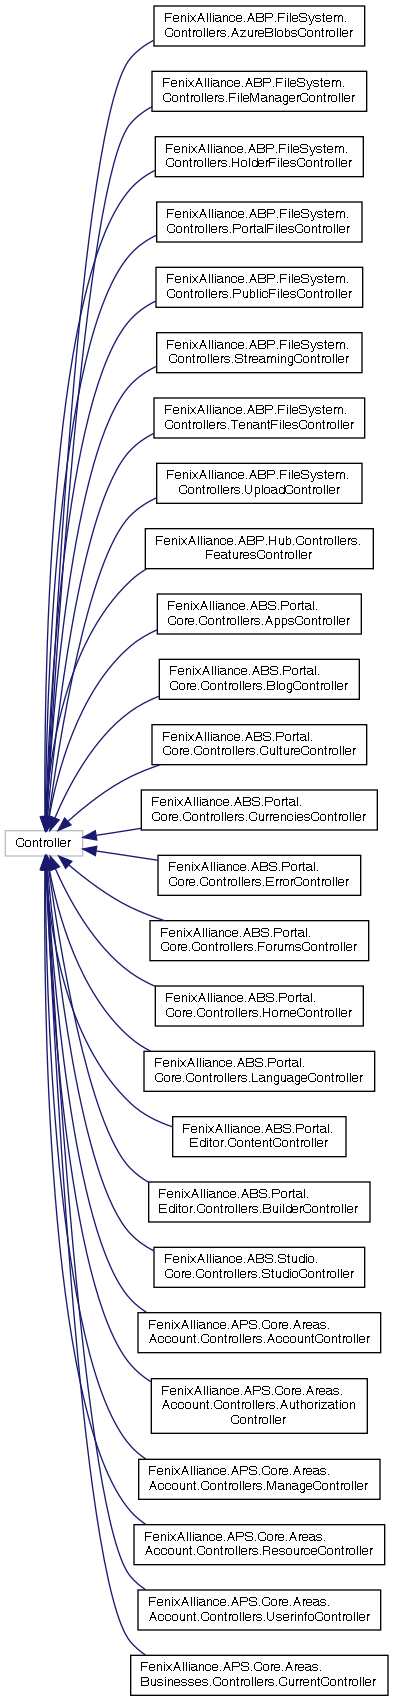 FenixAlliance.ABP.FileSystem.
Controllers.AzureBlobsController
FenixAlliance.ABP.FileSystem.
Controllers.FileManagerController
FenixAlliance.ABP.FileSystem.
Controllers.HolderFilesController
FenixAlliance.ABP.FileSystem.
Controllers.PortalFilesController
FenixAlliance.ABP.FileSystem.
Controllers.PublicFilesController
FenixAlliance.ABP.FileSystem.
Controllers.StreamingController
FenixAlliance.ABP.FileSystem.
Controllers.TenantFilesController
FenixAlliance.ABP.FileSystem.
Controllers.UploadController
FenixAlliance.ABP.Hub.Controllers.
FeaturesController
FenixAlliance.ABS.Portal.
Core.Controllers.AppsController
FenixAlliance.ABS.Portal.
Core.Controllers.BlogController
FenixAlliance.ABS.Portal.
Core.Controllers.CultureController
FenixAlliance.ABS.Portal.
Core.Controllers.CurrenciesController
Controller
FenixAlliance.ABS.Portal.
Core.Controllers.ErrorController
FenixAlliance.ABS.Portal.
Core.Controllers.ForumsController
FenixAlliance.ABS.Portal.
Core.Controllers.HomeController
FenixAlliance.ABS.Portal.
Core.Controllers.LanguageController
FenixAlliance.ABS.Portal.
Editor.ContentController
FenixAlliance.ABS.Portal.
Editor.Controllers.BuilderController
FenixAlliance.ABS.Studio.
Core.Controllers.StudioController
FenixAlliance.APS.Core.Areas.
Account.Controllers.AccountController
FenixAlliance.APS.Core.Areas.
Account.Controllers.Authorization
Controller
FenixAlliance.APS.Core.Areas.
Account.Controllers.ManageController
FenixAlliance.APS.Core.Areas.
Account.Controllers.ResourceController
FenixAlliance.APS.Core.Areas.
Account.Controllers.UserinfoController
FenixAlliance.APS.Core.Areas.
Businesses.Controllers.CurrentController